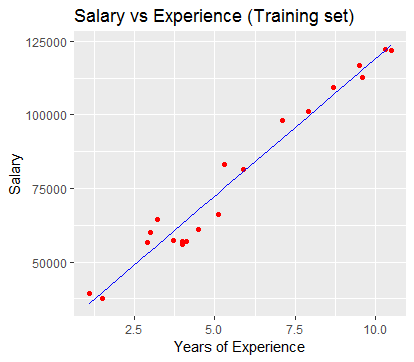 Salary vs Experience (Training set)
125000
100000
75000
50000
Salary
2.5 5.0 7.5 10.0
Years of Experience